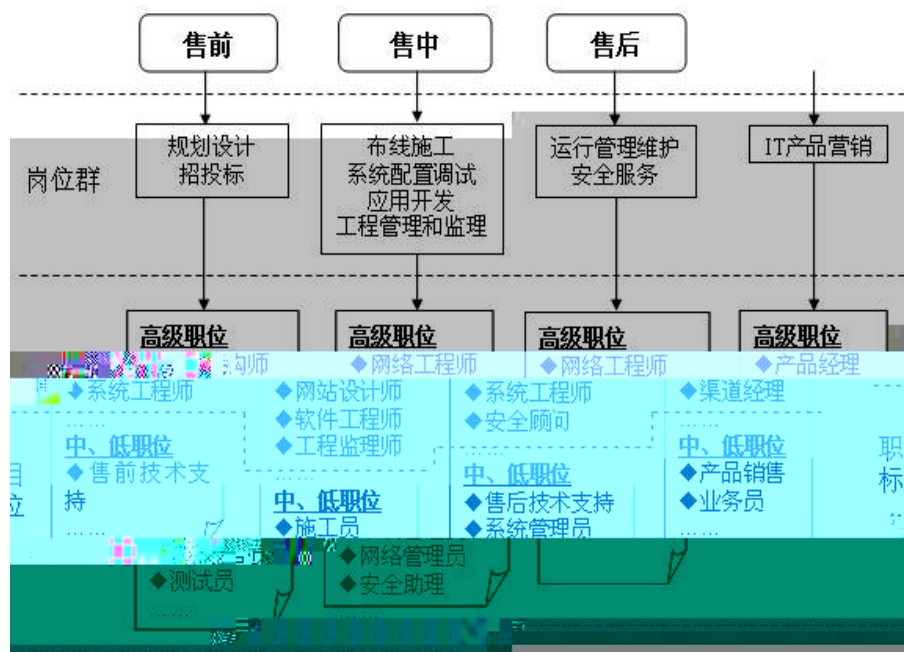 售前
售中
售后
岗位群
规划设计
招投标
布线施工
系统配置调试
应用开发
工程管理和监理
运行管理维护
安全服务
IT产品营销
高级职位
高级职位
高级职位
高级职位
构师
◆网络工程师
◆网络工程师
◆产品经理
◆系统工程师
◆网站设计师
◆系统工程师
◆渠道经理
……
◆软件工程师
◆安全顾问
……
中、低职位
◆工程监理师
……
中、低职位
职
目
◆售前技术支
……
中、低职位
◆产品销售
标
位
持
中、低职位
◆售后技术支持
◆业务员
……
◆施工员
◆系统管理员
……
◆网络管理员
◆测试员
◆安全助理
……
……